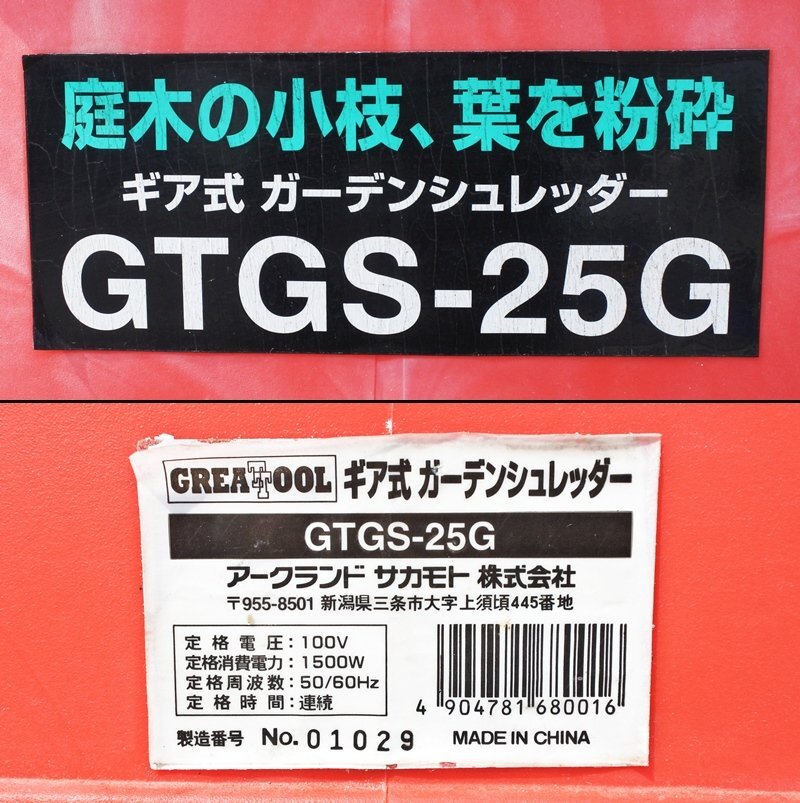 庭木の小枝、葉を粉砕
ギア式 ガーデンシュレッダー
GTGS-25G
GREATTOOL ギア式 ガーデンシュレッダー
GTGS-25G
アークランド サカモト 株式会社
〒955-8501 新潟県三条市大字上須頃445番地
定格電圧：100V
定格消費電力：1500W
定格周波数：50/60Hz
定格時間：連続
4 904781 680016
製造番号 No. 01029 MADE IN CHINA